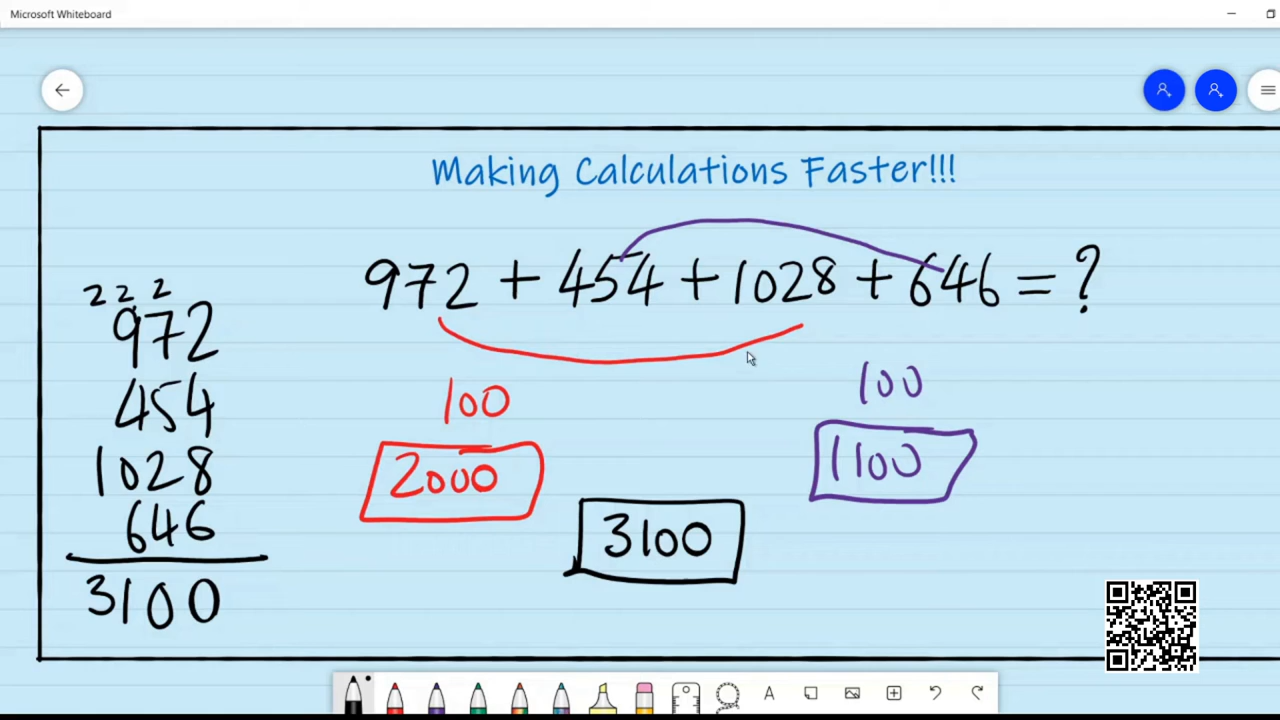 Microsoft Whiteboard
Making Calculations Faster!!!
972 + 454 + 1028 + 646 = ?
2 2 2
972
454
1028
646
3100
100
2000
100
1100
3100
A